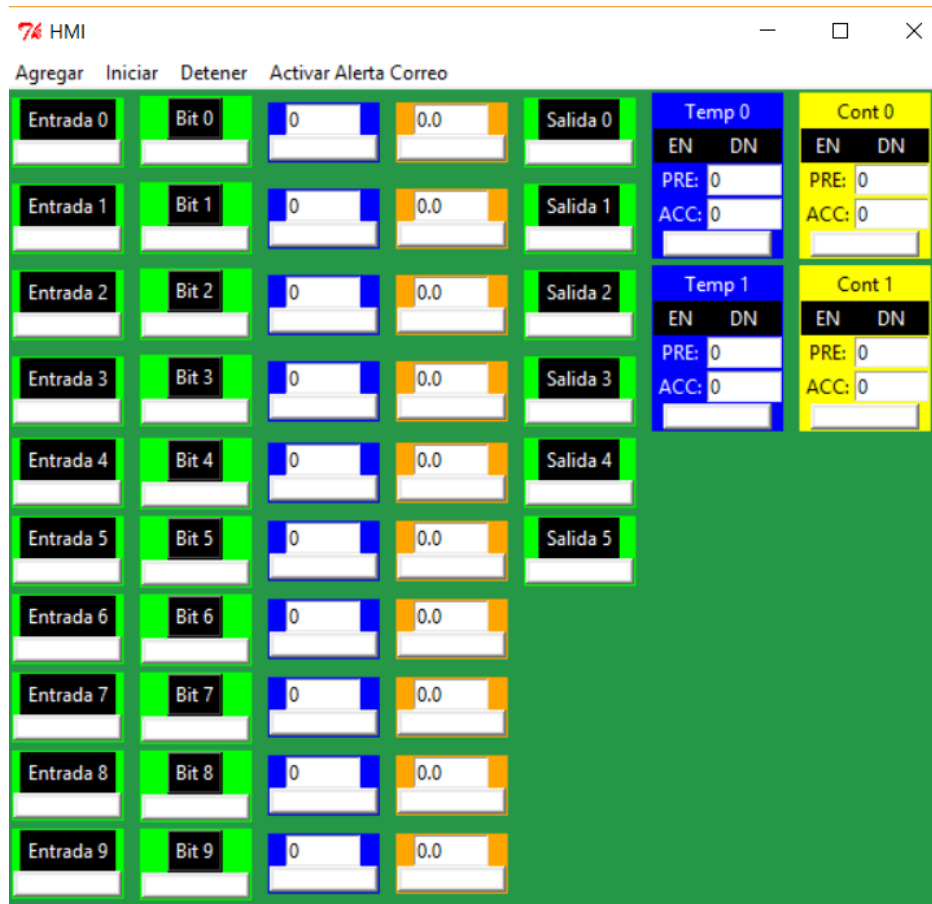 HMI
Agregar Iniciar Detener Activar Alerta Correo
Entrada 0 Bit 0 0 0.0 Salida 0 Temp 0 Cont 0
EN DN EN DN
PRE: 0 PRE: 0
Entrada 1 Bit 1 0 0.0 Salida 1 ACC: 0 ACC: 0
Entrada 2 Bit 2 0 0.0 Salida 2 Temp 1 Cont 1
EN DN EN DN
PRE: 0 PRE: 0
Entrada 3 Bit 3 0 0.0 Salida 3 ACC: 0 ACC: 0
Entrada 4 Bit 4 0 0.0 Salida 4
Entrada 5 Bit 5 0 0.0 Salida 5
Entrada 6 Bit 6 0 0.0
Entrada 7 Bit 7 0 0.0
Entrada 8 Bit 8 0 0.0
Entrada 9 Bit 9 0 0.0